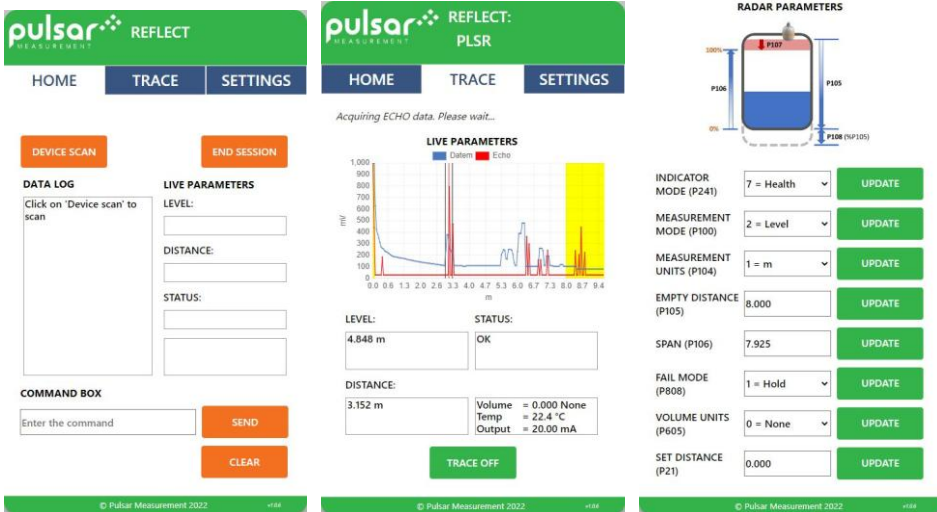 pulsar
MEASUREMENT
REFLECT
HOME
TRACE
SETTINGS
DEVICE SCAN
END SESSION
DATA LOG
Click on 'Device scan' to
scan
LIVE PARAMETERS
LEVEL:
DISTANCE:
STATUS:
COMMAND BOX
Enter the command
SEND
CLEAR
© Pulsar Measurement 2022
v1.0.6
pulsar
MEASUREMENT
REFLECT:
PLSR
HOME
TRACE
SETTINGS
Acquiring ECHO data. Please wait...
LIVE PARAMETERS
Datem
Echo
mV
1,000
900
800
700
600
500
400
300
200
100
0
0.0 0.6 1.3 2.0 2.6 3.3 4.0 4.7 5.3 6.0 6.7 7.3 8.0 8.7 9.4
m
LEVEL:
4.848 m
STATUS:
OK
DISTANCE:
3.152 m
Volume = 0.000 None
Temp = 22.4 °C
Output = 20.00 mA
TRACE OFF
© Pulsar Measurement 2022
v1.0.6
RADAR PARAMETERS
P107
100%
P106
P105
0%
P108 (%P105)
INDICATOR
MODE (P241)
7 = Health
UPDATE
MEASUREMENT
MODE (P100)
2 = Level
UPDATE
MEASUREMENT
UNITS (P104)
1 = m
UPDATE
EMPTY DISTANCE
(P105)
8.000
UPDATE
SPAN (P106)
7.925
UPDATE
FAIL MODE
(P808)
1 = Hold
UPDATE
VOLUME UNITS
(P605)
0 = None
UPDATE
SET DISTANCE
(P21)
0.000
UPDATE
© Pulsar Measurement 2022
v1.0.6